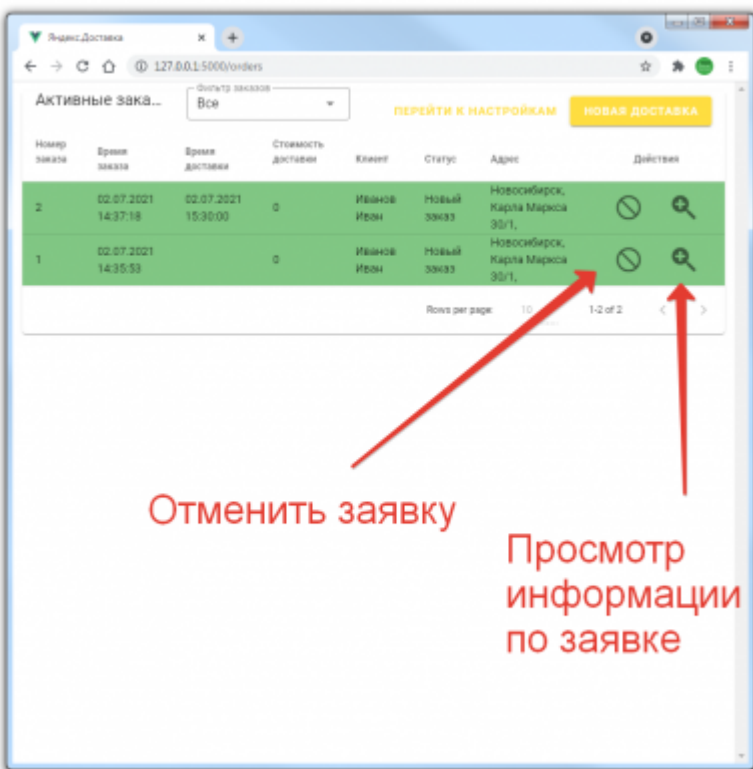 Яндекс.Доставка
127.0.0.1:5000/orders
Активные зака...
Фильтр заказов
Все
ПЕРЕЙТИ К НАСТРОЙКАМ
НОВАЯ ДОСТАВКА
Номер заказа
Время заказа
Время доставки
Стоимость доставки
Клиент
Статус
Адрес
Действия
2
02.07.2021 14:37:18
02.07.2021 15:30:00
0
Иванов Иван
Новый заказ
Новосибирск, Карла Маркса 30/1,
1
02.07.2021 14:35:53
0
Иванов Иван
Новый заказ
Новосибирск, Карла Маркса 30/1,
Rows per page:
10
1-2 of 2
Отменить заявку
Просмотр
информации
по заявке